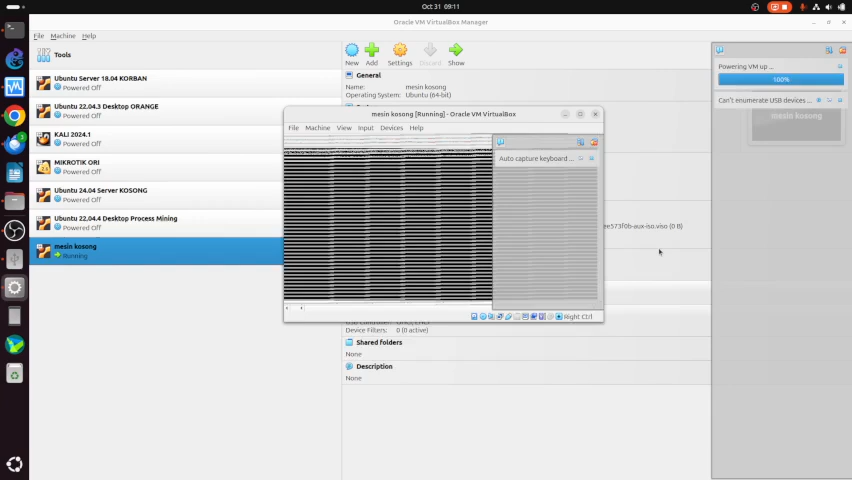 Oct 31 09:11
Oracle VM VirtualBox Manager
File Machine Help
Tools
New Add Settings Discard Show
Ubuntu Server 18.04 KORBAN
Powered Off
Ubuntu 22.04.3 Desktop ORANGE
Powered Off
KALI 2024.1
Powered Off
MIKROTIK ORI
Powered Off
Ubuntu 24.04 Server KOSONG
Powered Off
Ubuntu 22.04.4 Desktop Process Mining
Powered Off
mesin kosong
Running
General
Name: mesin kosong
Operating System: Ubuntu (64-bit)
mesin kosong [Running] - Oracle VM VirtualBox
File Machine View Input Devices Help
Auto capture keyboard ...
Right Ctrl
ee573f0b-aux-iso.viso (0 B)
Device Filters: 0 (0 active)
Shared folders
None
Description
None
Powering VM up ...
100%
Can't enumerate USB devices ...
mesin kosong